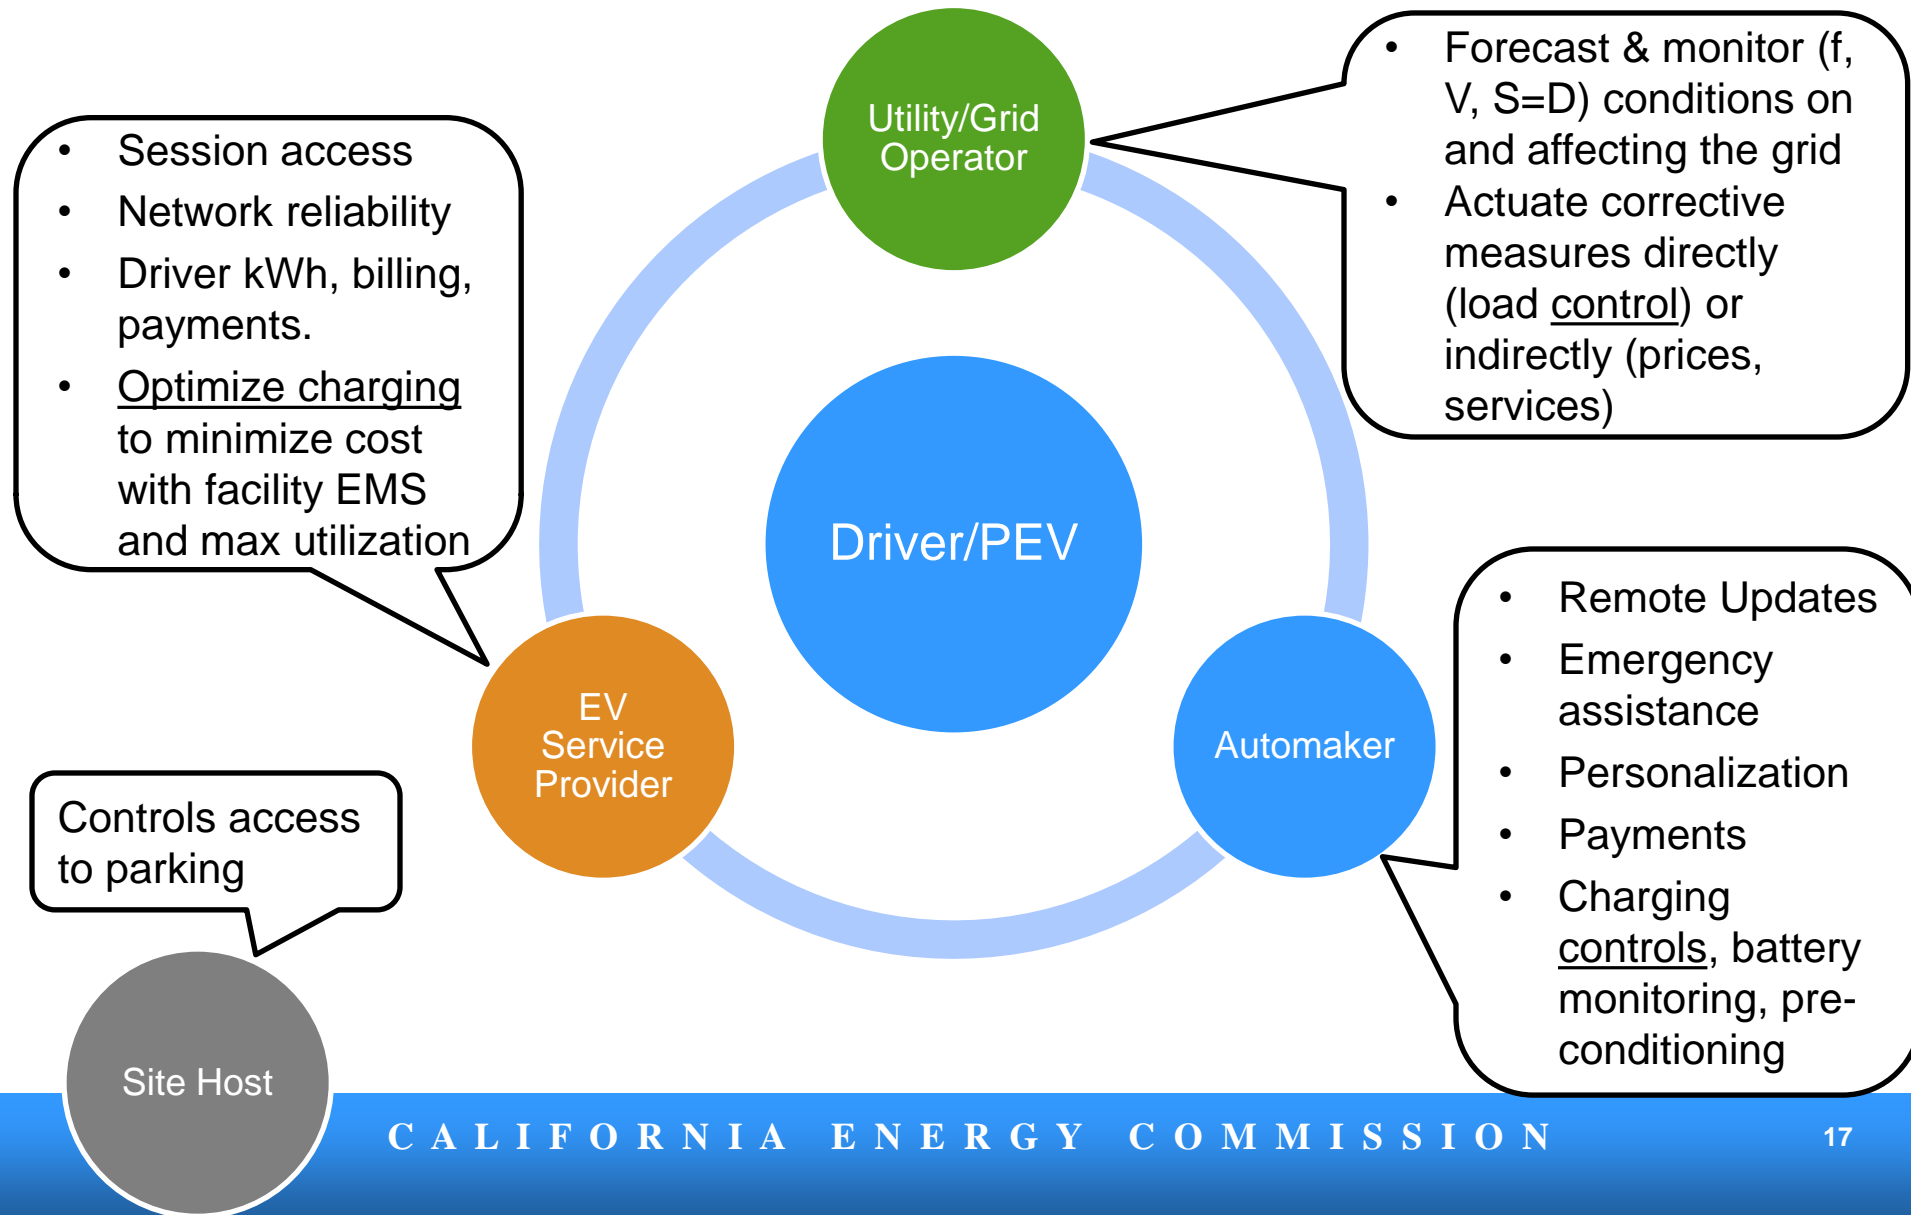 Utility/Grid
Operator
• Forecast & monitor (f,
V, S=D) conditions on
and affecting the grid
• Actuate corrective
measures directly
(load control) or
indirectly (prices,
services)
• Session access
• Network reliability
• Driver kWh, billing,
payments.
• Optimize charging
to minimize cost
with facility EMS
and max utilization
Driver/PEV
EV
Service
Provider
Automaker
• Remote Updates
• Emergency
assistance
• Personalization
• Payments
• Charging
controls, battery
monitoring, pre-
conditioning
Controls access
to parking
Site Host
CALIFORNIA ENERGY COMMISSION
17